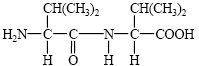 CH(CH₃)₂ CH(CH₃)₂
H₂N N COOH
H O H H